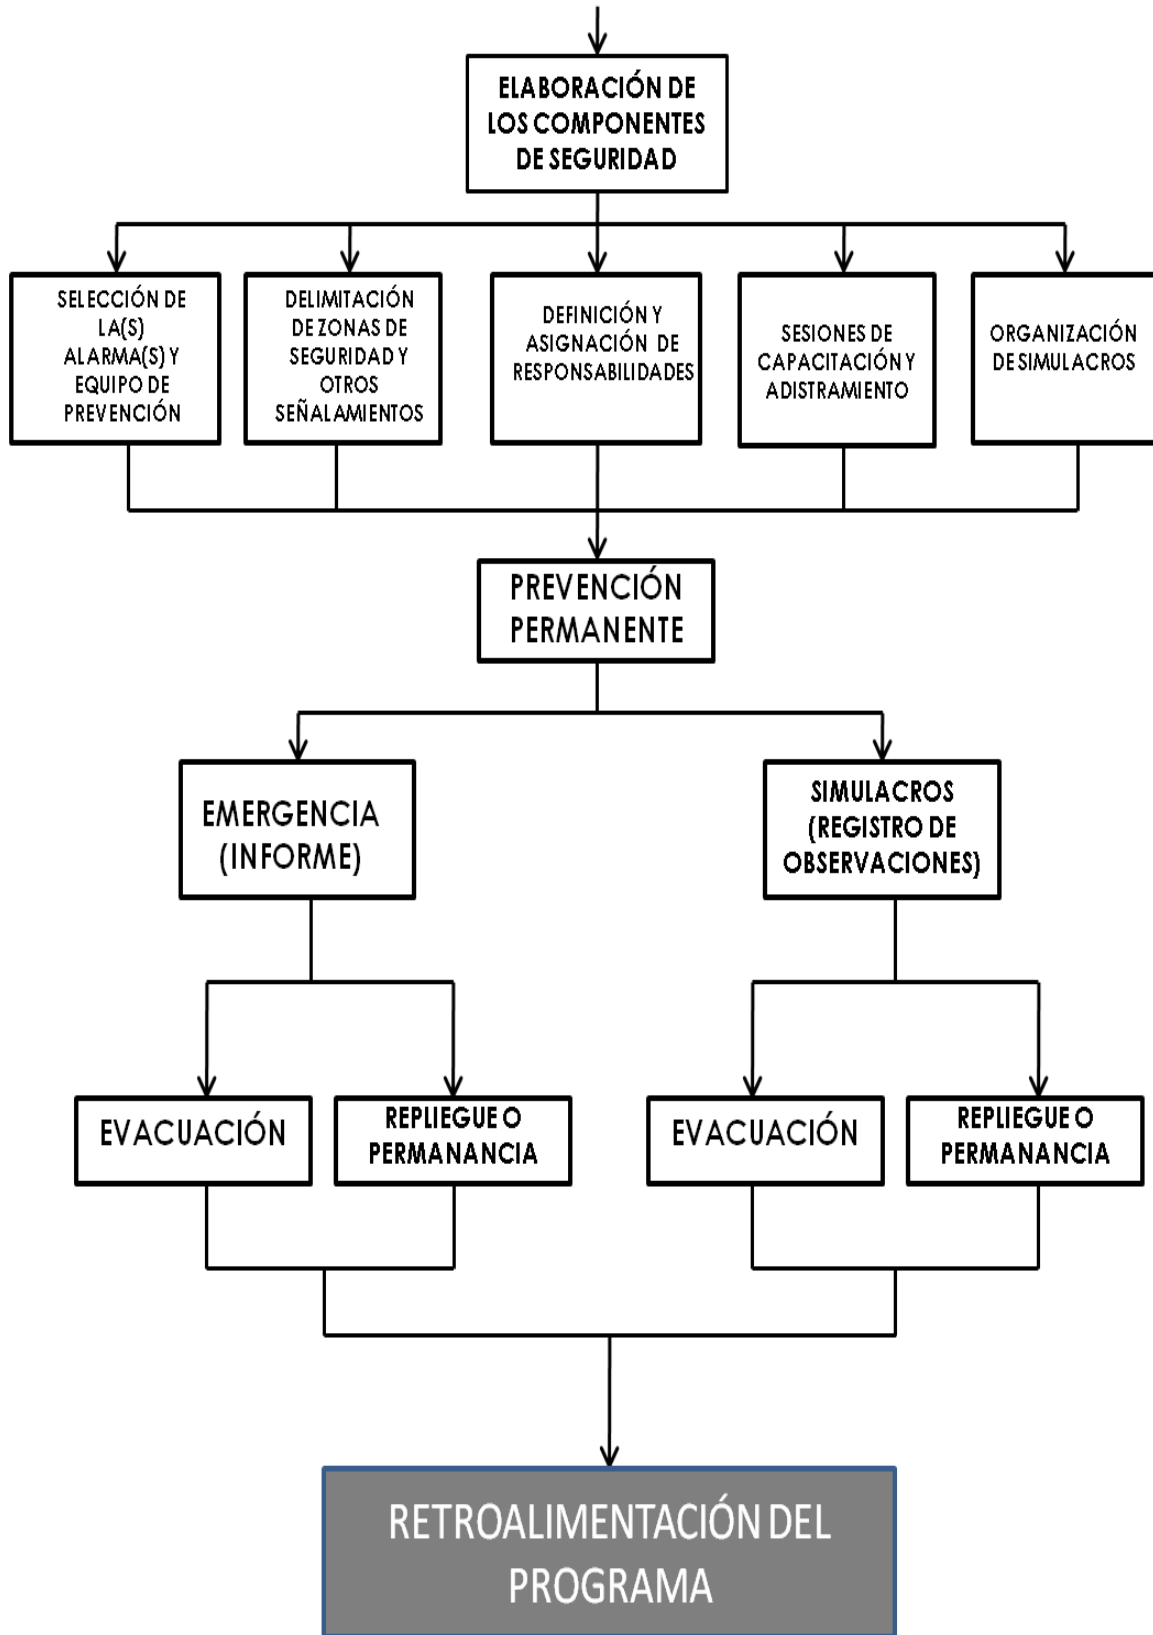 ELABORACIÓN DE
LOS COMPONENTES
DE SEGURIDAD
SELECCIÓN DE
LA(S)
ALARMA(S) Y
EQUIPO DE
PREVENCIÓN
DELIMITACIÓN
DE ZONAS DE
SEGURIDAD Y
OTROS
SEÑALAMIENTOS
DEFINICIÓN Y
ASIGNACIÓN DE
RESPONSABILIDADES
SESIONES DE
CAPACITACIÓN Y
ADISTRAMIENTO
ORGANIZACIÓN
DE SIMULACROS
PREVENCIÓN
PERMANENTE
EMERGENCIA
(INFORME)
SIMULACROS
(REGISTRO DE
OBSERVACIONES)
EVACUACIÓN
REPLIEGUE O
PERMANANCIA
EVACUACIÓN
REPLIEGUE O
PERMANANCIA
RETROALIMENTACIÓN DEL
PROGRAMA